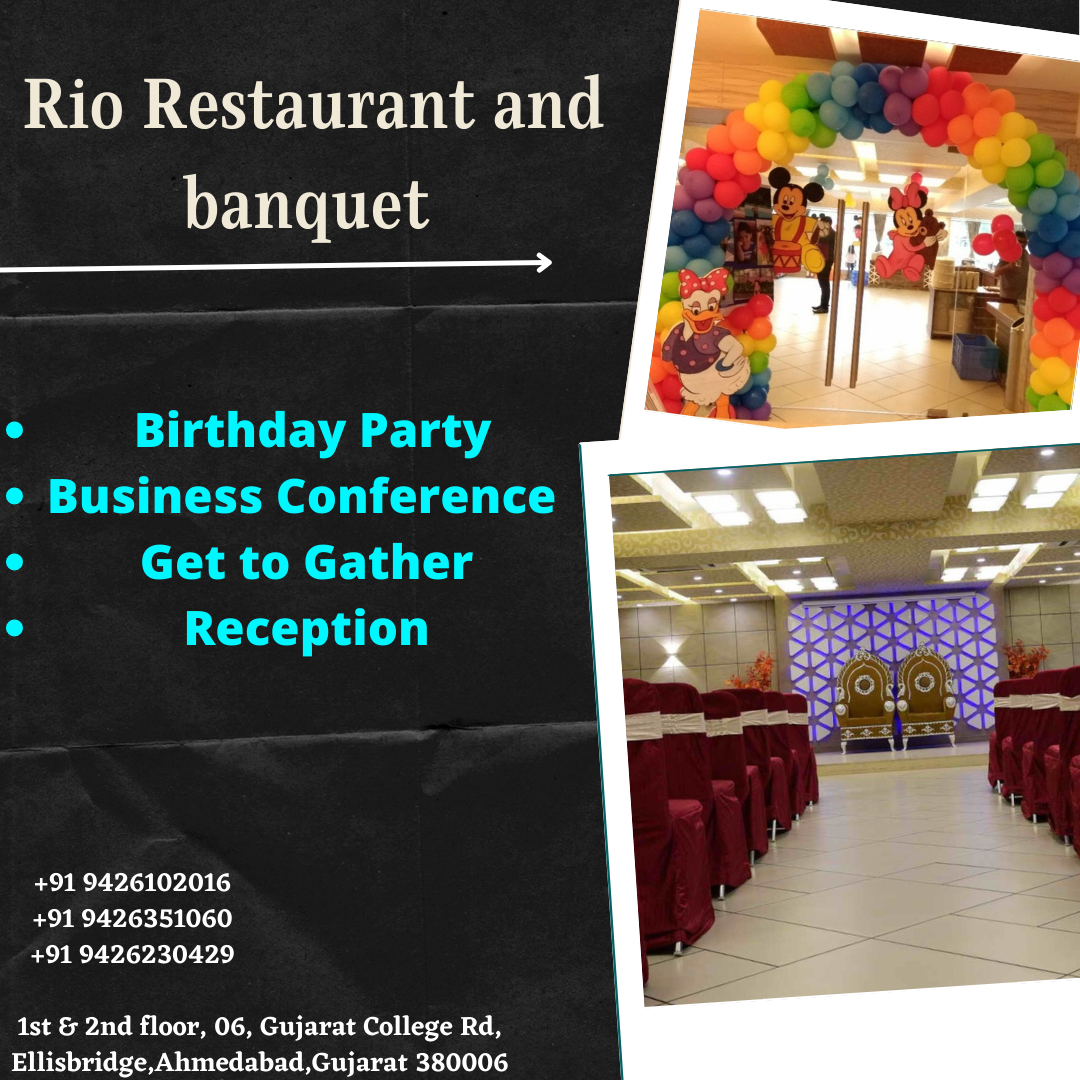 Rio Restaurant and
banquet
Birthday Party
Business Conference
Get to Gather
Reception
+91 9426102016
+91 9426351060
+91 9426230429
1st & 2nd floor, 06, Gujarat College Rd,
Ellisbridge,Ahmedabad,Gujarat 380006